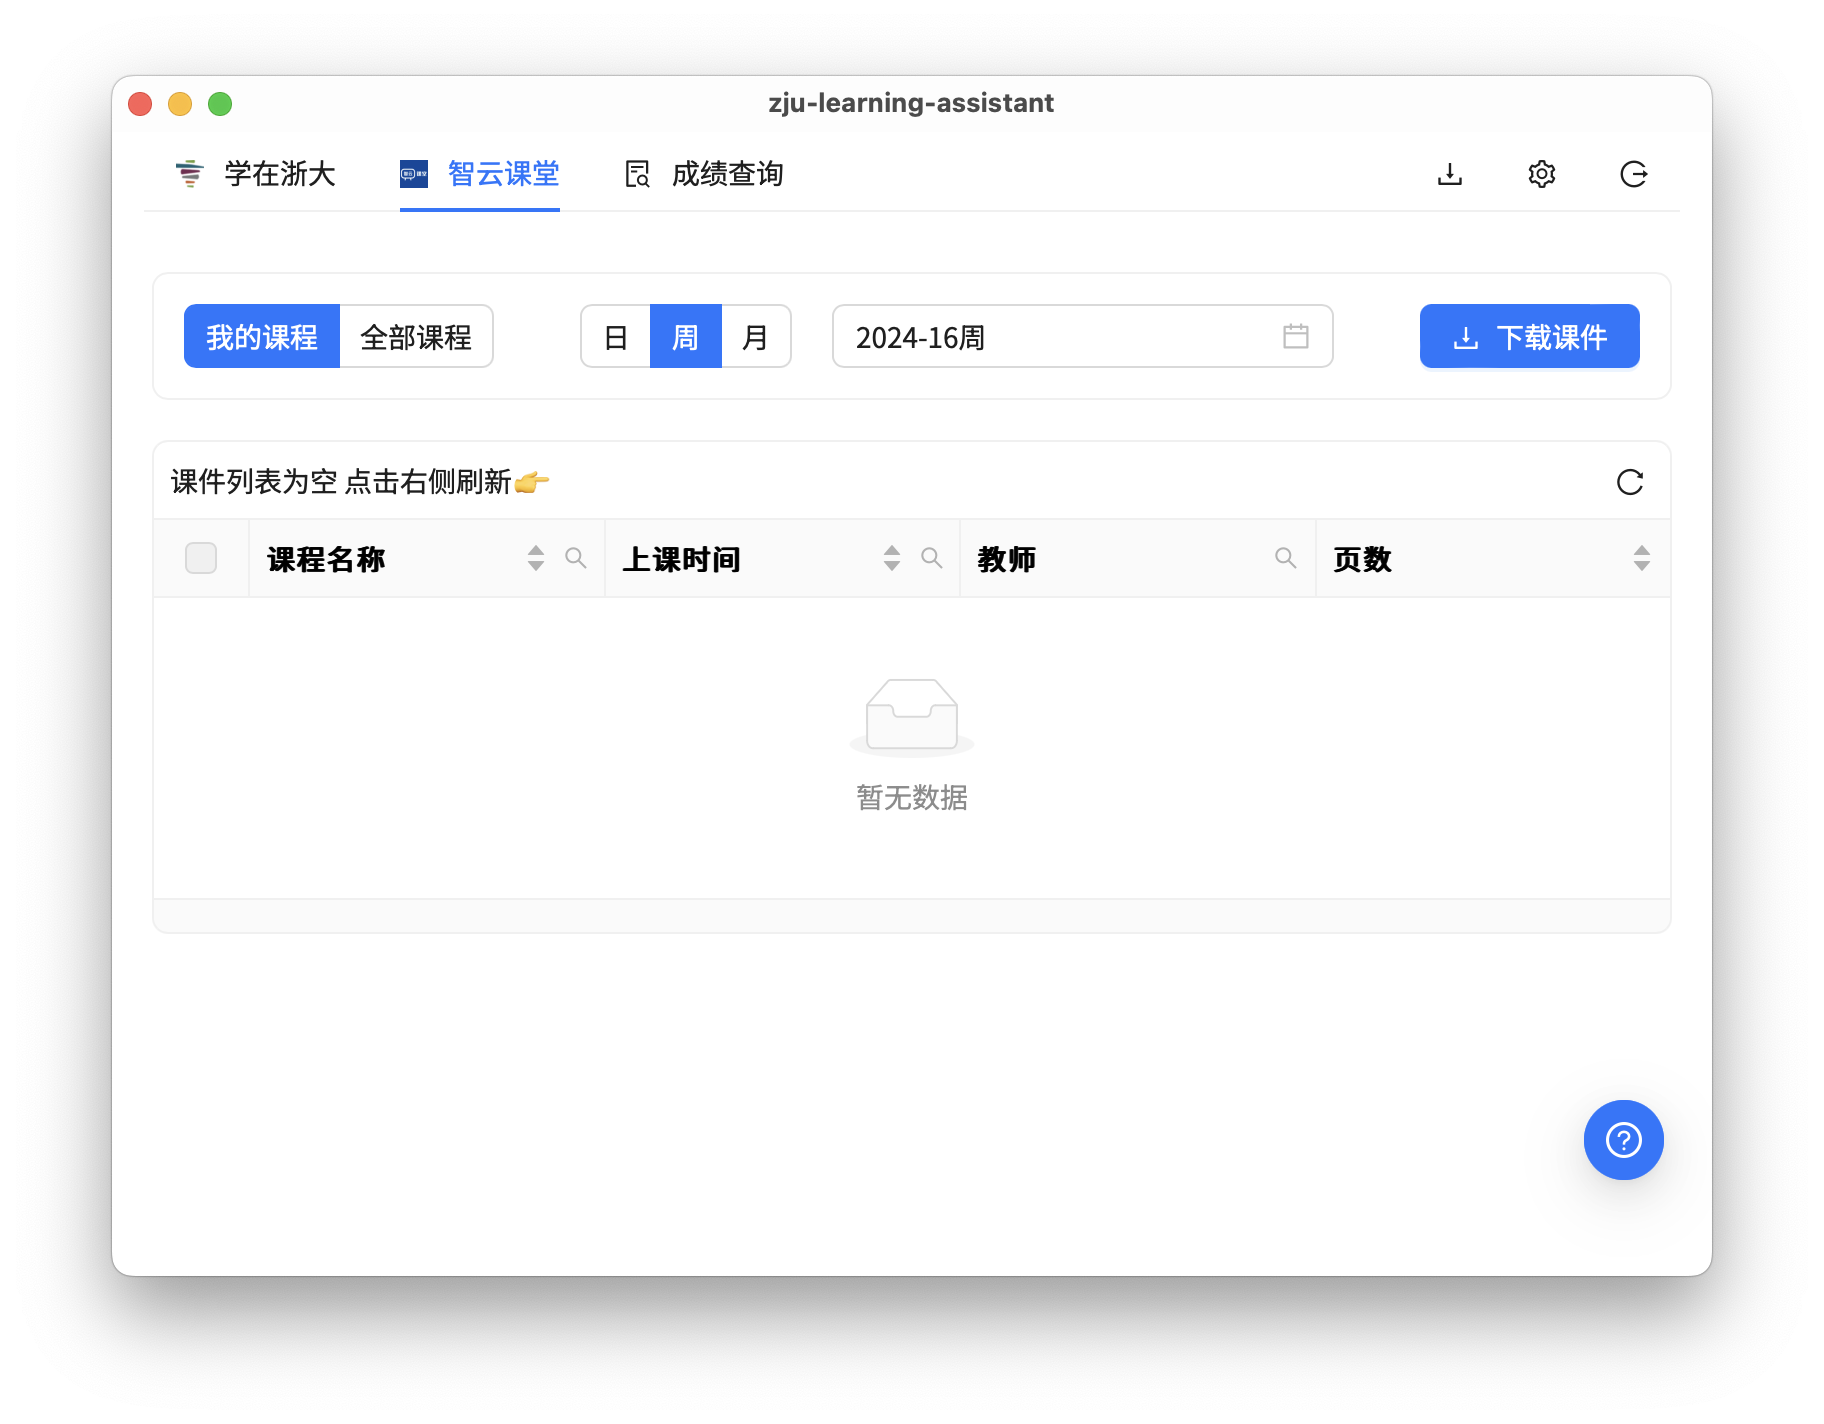 zju-learning-assistant
学在浙大 智云课堂 成绩查询
我的课程 全部课程 日 周 月 2024-16周 下载课件
课件列表为空 点击右侧刷新👉
课程名称 上课时间 教师 页数
暂无数据